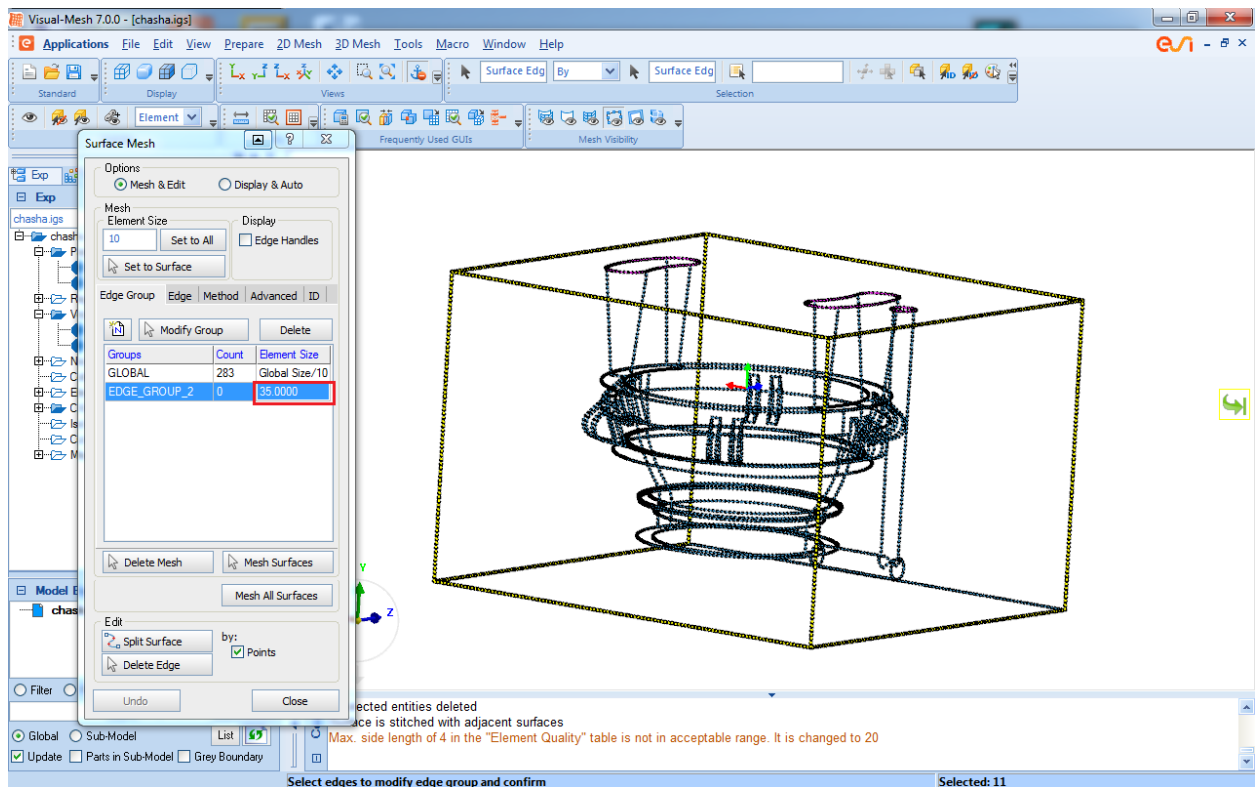 Visual-Mesh 7.0.0 - [chasha.igs]
Applications File Edit View Prepare 2D Mesh 3D Mesh Tools Macro Window Help
esi
Surface Edg By Surface Edg
Standard Display Views Selection
Element
Frequently Used GUIs Mesh Visibility
Surface Mesh
Options
Mesh & Edit Display & Auto
Mesh
Element Size Display
10 Set to All Edge Handles
Set to Surface
Edge Group Edge Method Advanced ID
N Modify Group Delete
Groups Count Element Size
GLOBAL 283 Global Size/10
EDGE_GROUP_2 0 35.0000
Delete Mesh Mesh Surfaces
Mesh All Surfaces
Edit
Split Surface by:
Points
Delete Edge
Undo Close
Exp
Exp
chasha.igs
Y
Z
Filter
Global Sub-Model List
Update Parts in Sub-Model Grey Boundary
ected entities deleted
ace is stitched with adjacent surfaces
Max. side length of 4 in the "Element Quality" table is not in acceptable range. It is changed to 20
Select edges to modify edge group and confirm Selected: 11